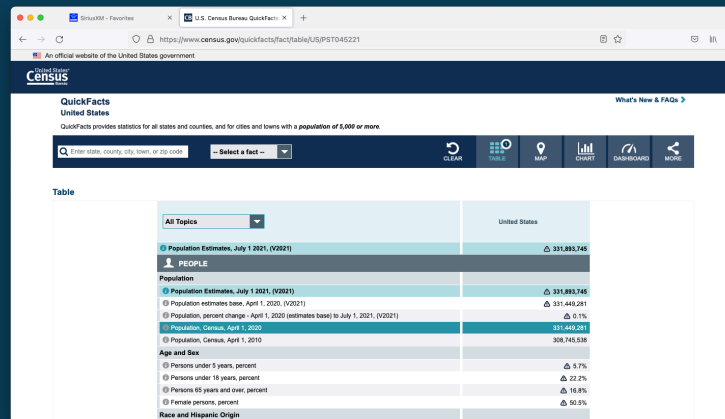 SiriusXM - Favorites
U.S. Census Bureau QuickFacts
https://www.census.gov/quickfacts/fact/table/US/PST045221
An official website of the United States government
United States®
Census
Bureau
QuickFacts
What's New & FAQs
United States
QuickFacts provides statistics for all states and counties, and for cities and towns with a population of 5,000 or more.
Enter state, county, city, town, or zip code
-- Select a fact --
CLEAR
TABLE
MAP
CHART
DASHBOARD
MORE
Table
All Topics
United States
Population Estimates, July 1 2021, (V2021) 331,893,745
PEOPLE
Population
Population Estimates, July 1 2021, (V2021) 331,893,745
Population estimates base, April 1, 2020, (V2021) 331,449,281
Population, percent change - April 1, 2020 (estimates base) to July 1, 2021, (V2021) 0.1%
Population, Census, April 1, 2020 331,449,281
Population, Census, April 1, 2010 308,745,538
Age and Sex
Persons under 5 years, percent 5.7%
Persons under 18 years, percent 22.2%
Persons 65 years and over, percent 16.8%
Female persons, percent 50.5%
Race and Hispanic Origin